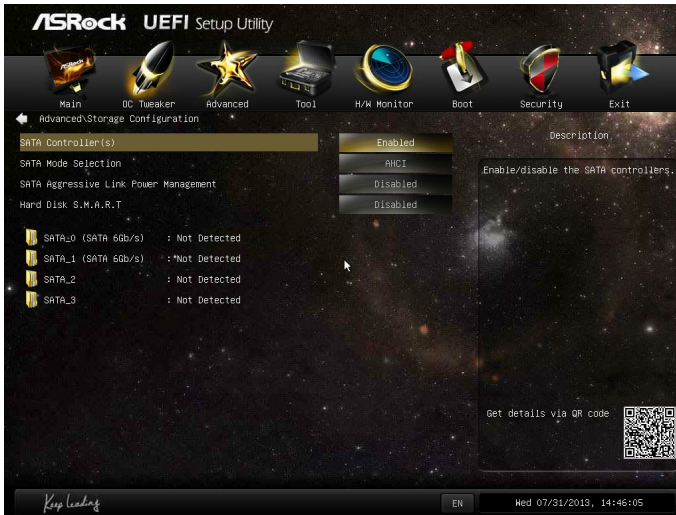 ASRock UEFI Setup Utility
Main OC Tweaker Advanced Tool H/W Monitor Boot Security Exit
Advanced\Storage Configuration
Description
SATA Controller(s) Enabled
SATA Mode Selection AHCI
Enable/disable the SATA controllers.
SATA Aggressive Link Power Management Disabled
Hard Disk S.M.A.R.T Disabled
SATA_0 (SATA 6Gb/s) : Not Detected
SATA_1 (SATA 6Gb/s) : Not Detected
SATA_2 : Not Detected
SATA_3 : Not Detected
Get details via QR code
Keep Leading
EN
Wed 07/31/2013, 14:46:05